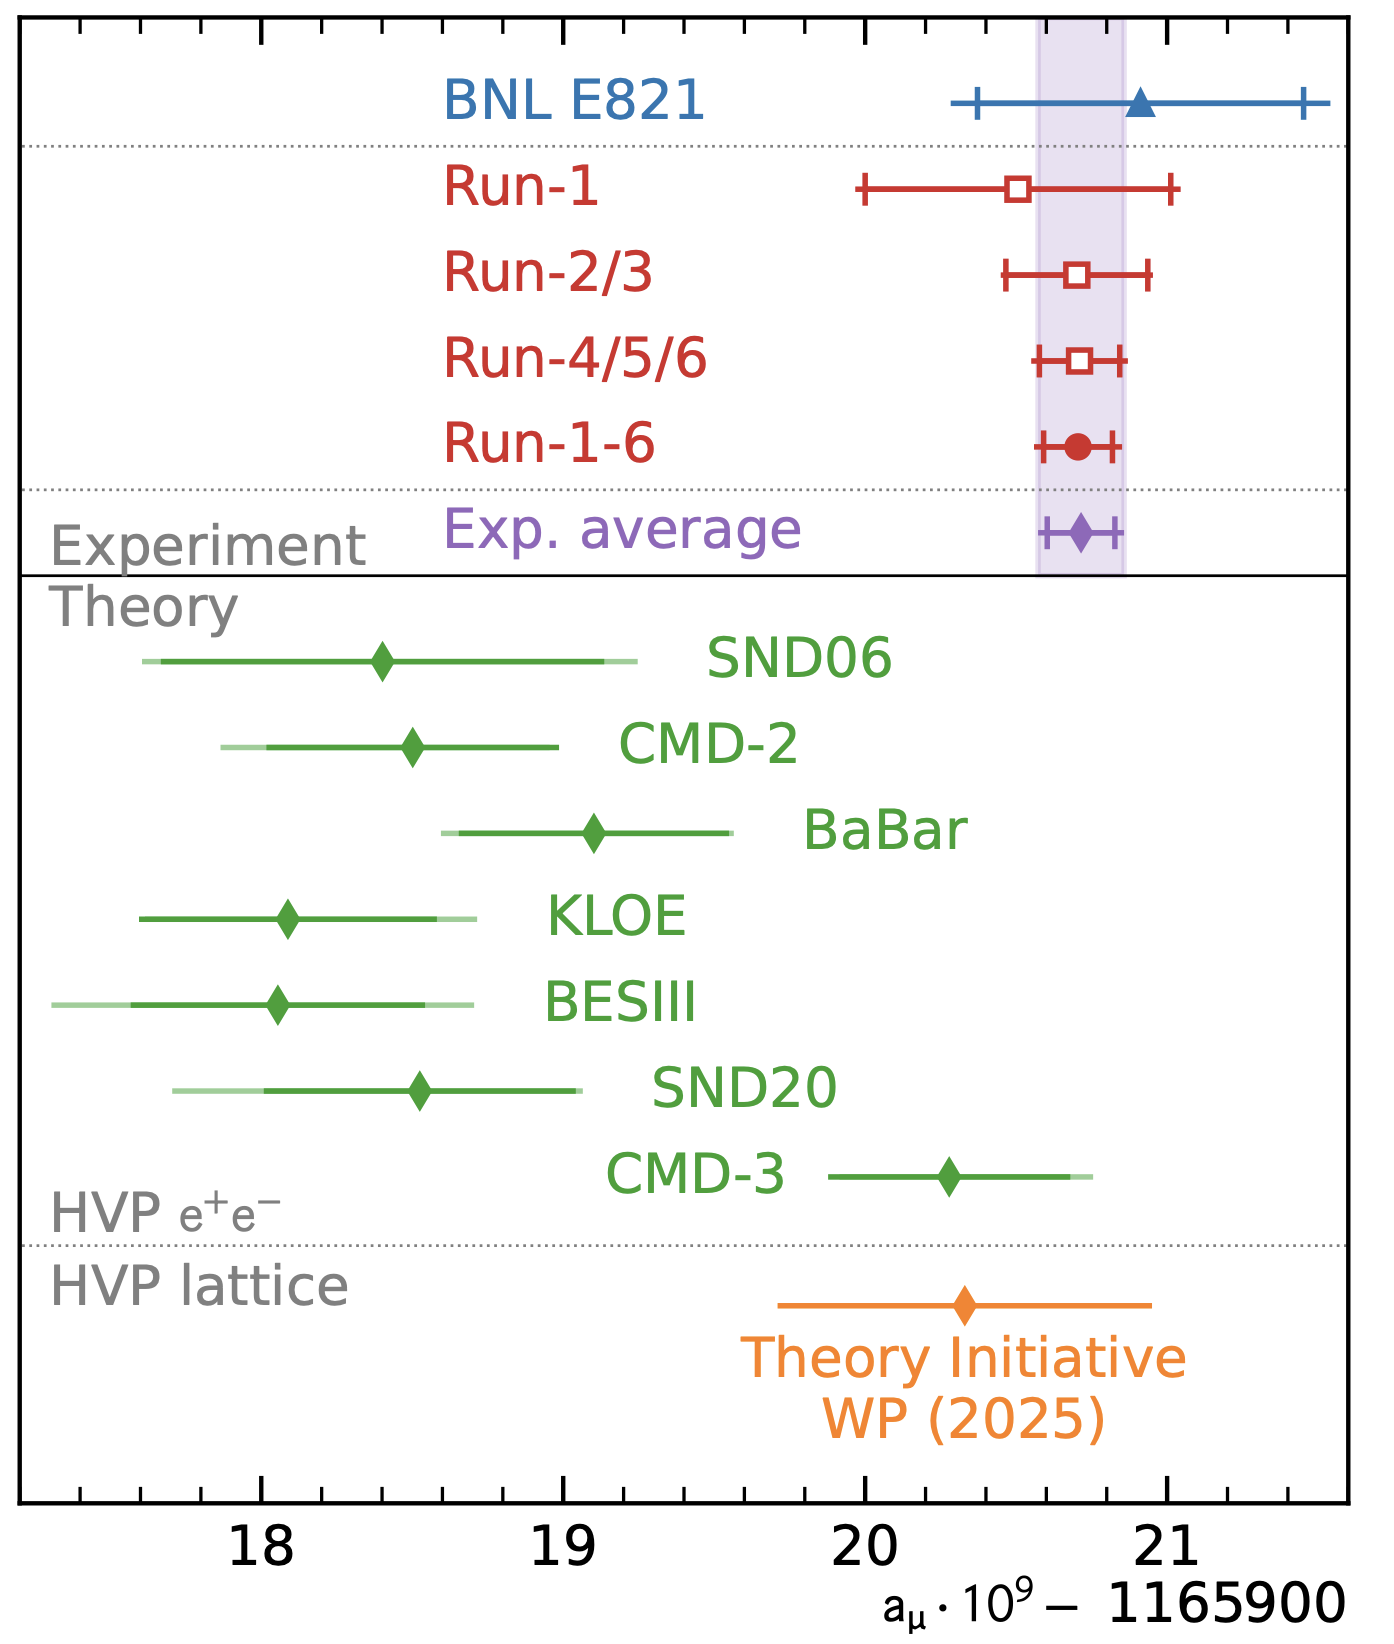 BNL E821
Run-1
Run-2/3
Run-4/5/6
Run-1-6
Exp. average
Experiment
Theory
SND06
CMD-2
BaBar
KLOE
BESIII
SND20
CMD-3
HVP e⁺e⁻
HVP lattice
Theory Initiative
WP (2025)
18 19 20 21
aμ · 10⁹ − 1165900